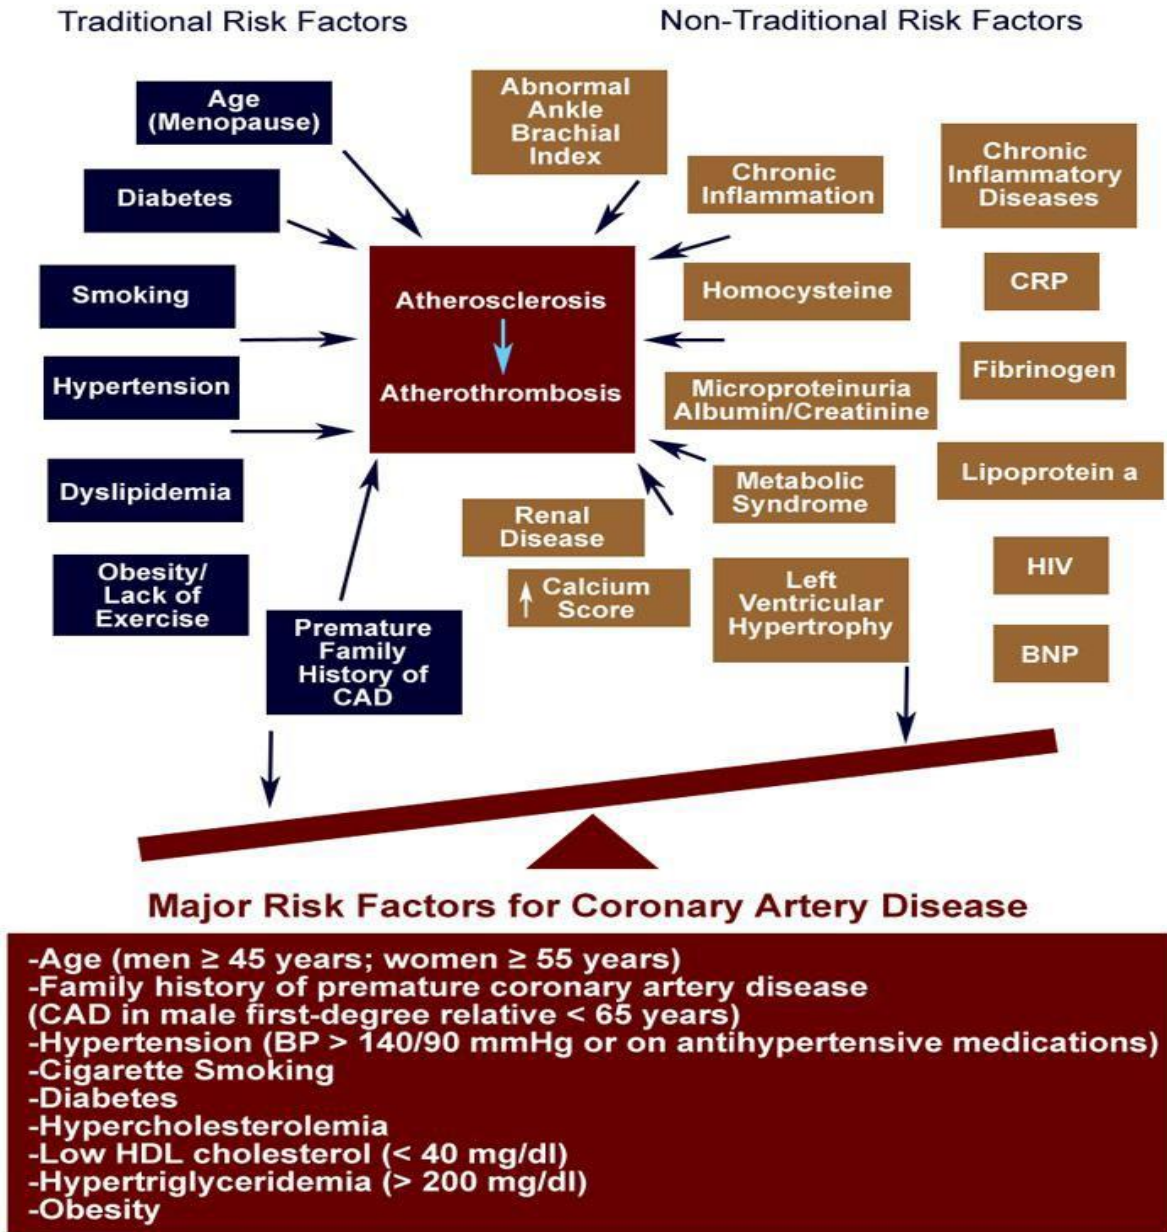 Traditional Risk Factors
Non-Traditional Risk Factors
Age
(Menopause)
Diabetes
Smoking
Hypertension
Dyslipidemia
Obesity/
Lack of
Exercise
Premature
Family
History of
CAD
Atherosclerosis
Atherothrombosis
Abnormal
Ankle
Brachial
Index
Chronic
Inflammation
Homocysteine
Microproteinuria
Albumin/Creatinine
Metabolic
Syndrome
Renal
Disease
Calcium
Score
Left
Ventricular
Hypertrophy
Chronic
Inflammatory
Diseases
CRP
Fibrinogen
Lipoprotein a
HIV
BNP
Major Risk Factors for Coronary Artery Disease
-Age (men ≥ 45 years; women ≥ 55 years)
-Family history of premature coronary artery disease
(CAD in male first-degree relative < 65 years)
-Hypertension (BP > 140/90 mmHg or on antihypertensive medications)
-Cigarette Smoking
-Diabetes
-Hypercholesterolemia
-Low HDL cholesterol (< 40 mg/dl)
-Hypertriglyceridemia (> 200 mg/dl)
-Obesity